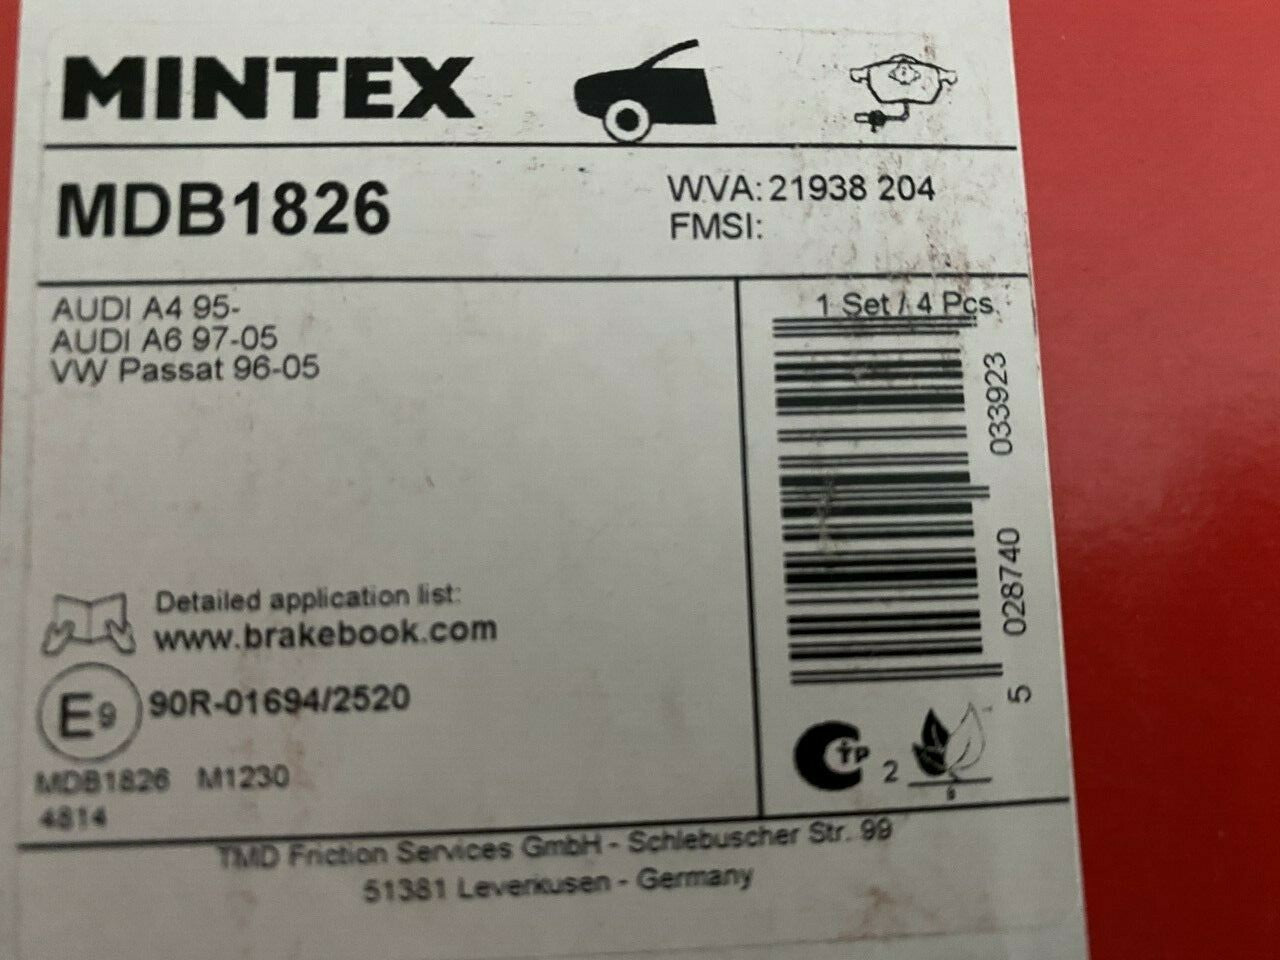 MINTEX
MDB1826
WVA: 21938 204
FMSI:
AUDI A4 95-
AUDI A6 97-05
VW Passat 96-05
1 Set / 4 Pcs.
5 028740 033923
Detailed application list:
www.brakebook.com
E9 90R-01694/2520
MDB1826 M1230
4814
CTP 2
TMD Friction Services GmbH - Schlebuscher Str. 99
51381 Leverkusen - Germany